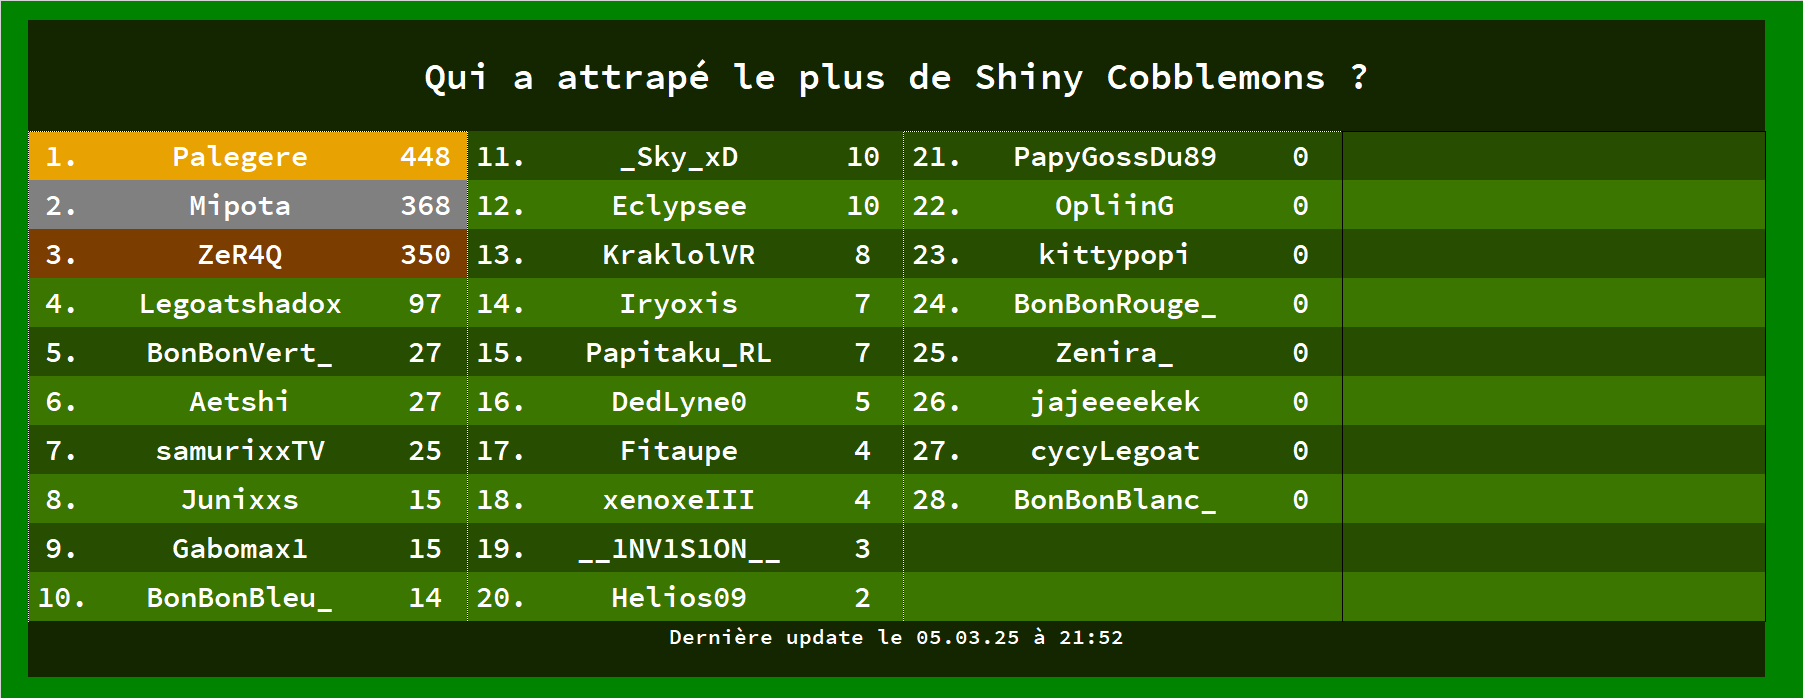 Qui a attrapé le plus de Shiny Cobblemons ?
1. Palegere 448
2. Mipota 368
3. ZeR4Q 350
4. Legoatshadox 97
5. BonBonVert_ 27
6. Aetshi 27
7. samurixxTV 25
8. Junixxs 15
9. Gabomax1 15
10. BonBonBleu_ 14
11. _Sky_xD 10
12. Eclypsee 10
13. KraklolVR 8
14. Iryoxis 7
15. Papitaku_RL 7
16. DedLyne0 5
17. Fitaupe 4
18. xenoxeIII 4
19. __1NV1S1ON__ 3
20. Helios09 2
21. PapyGossDu89 0
22. OpliinG 0
23. kittypopi 0
24. BonBonRouge_ 0
25. Zenira_ 0
26. jajeeeekek 0
27. cycyLegoat 0
28. BonBonBlanc_ 0
Dernière update le 05.03.25 à 21:52